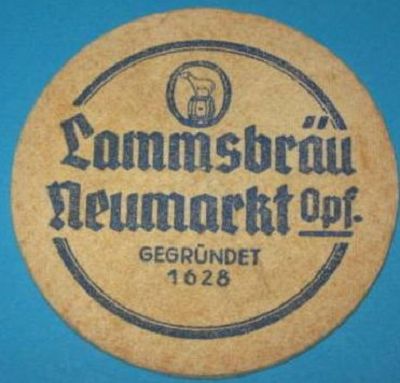 Lammsbräu
Neumarkt Opf.
GEGRÜNDET
1628